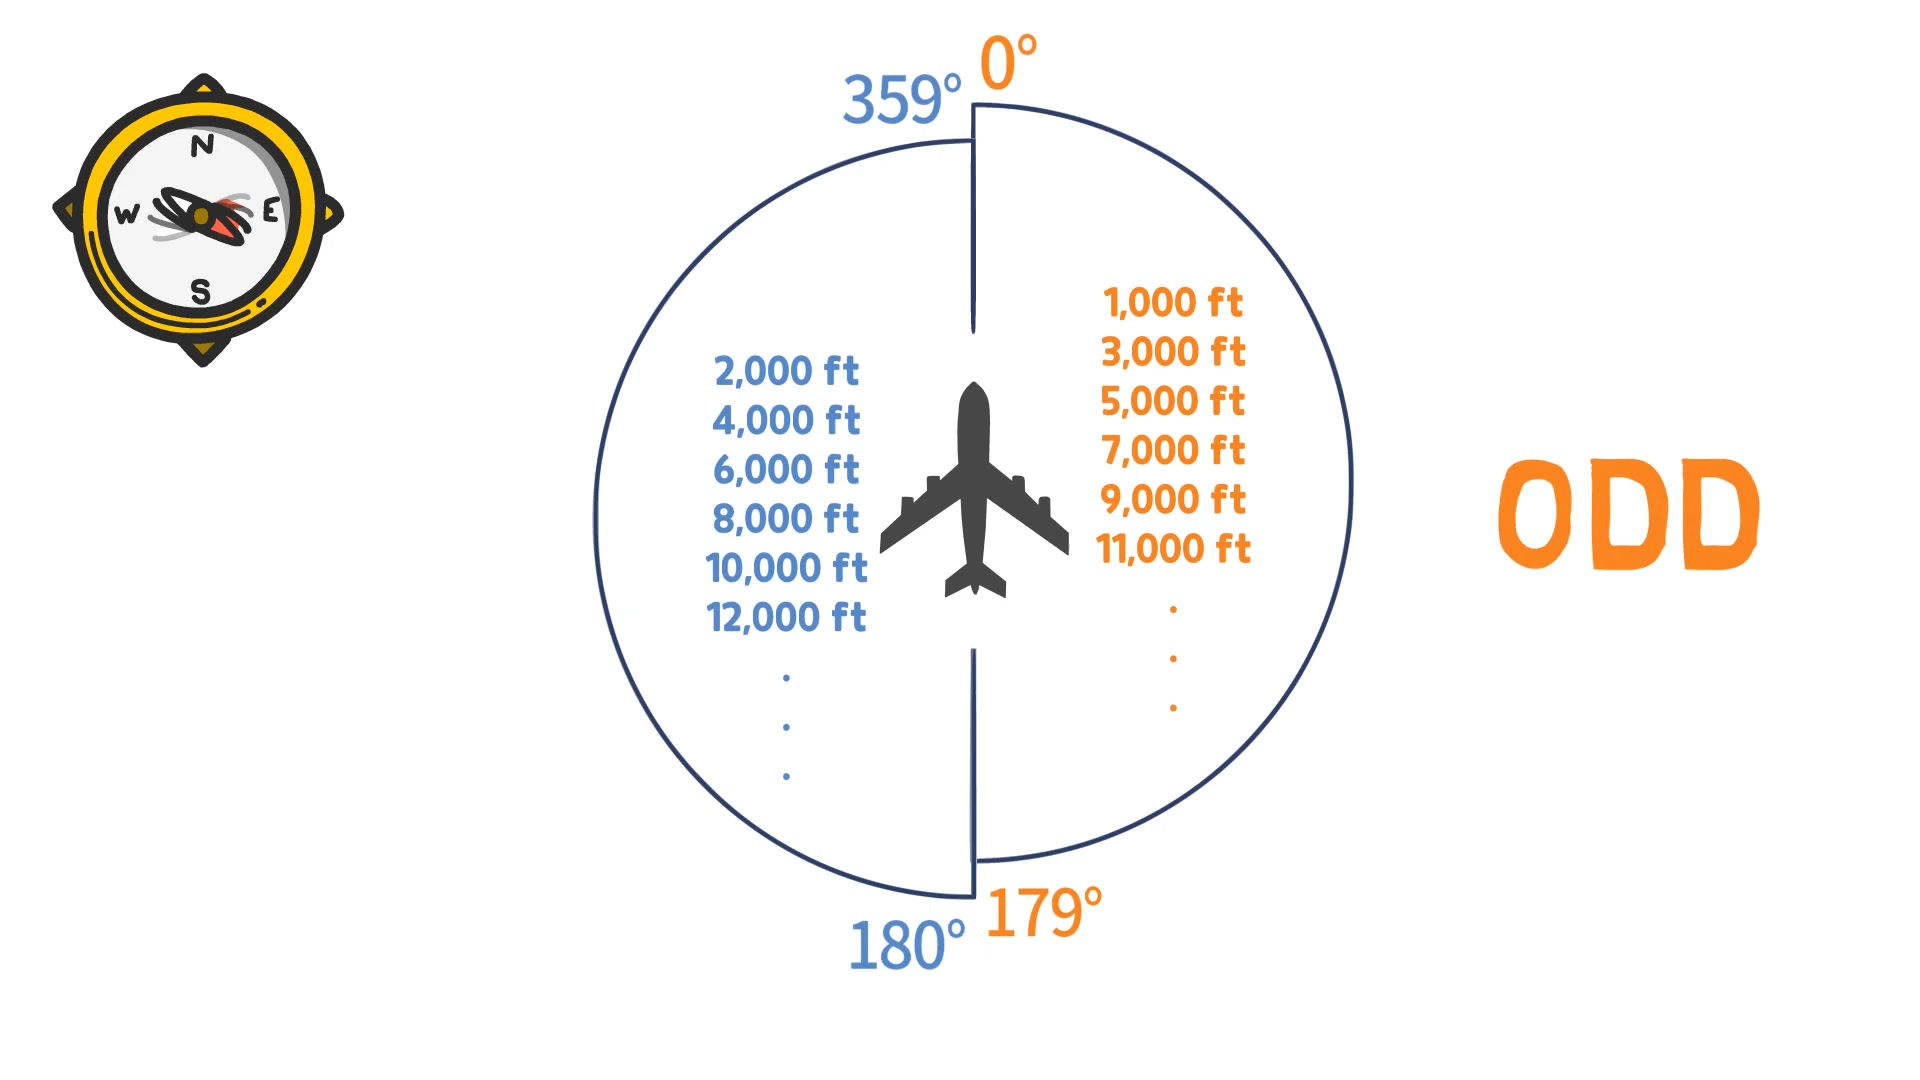 0°
359°
N
W
E
S
2,000 ft
4,000 ft
6,000 ft
8,000 ft
10,000 ft
12,000 ft
.
.
.
1,000 ft
3,000 ft
5,000 ft
7,000 ft
9,000 ft
11,000 ft
.
.
.
ODD
179°
180°